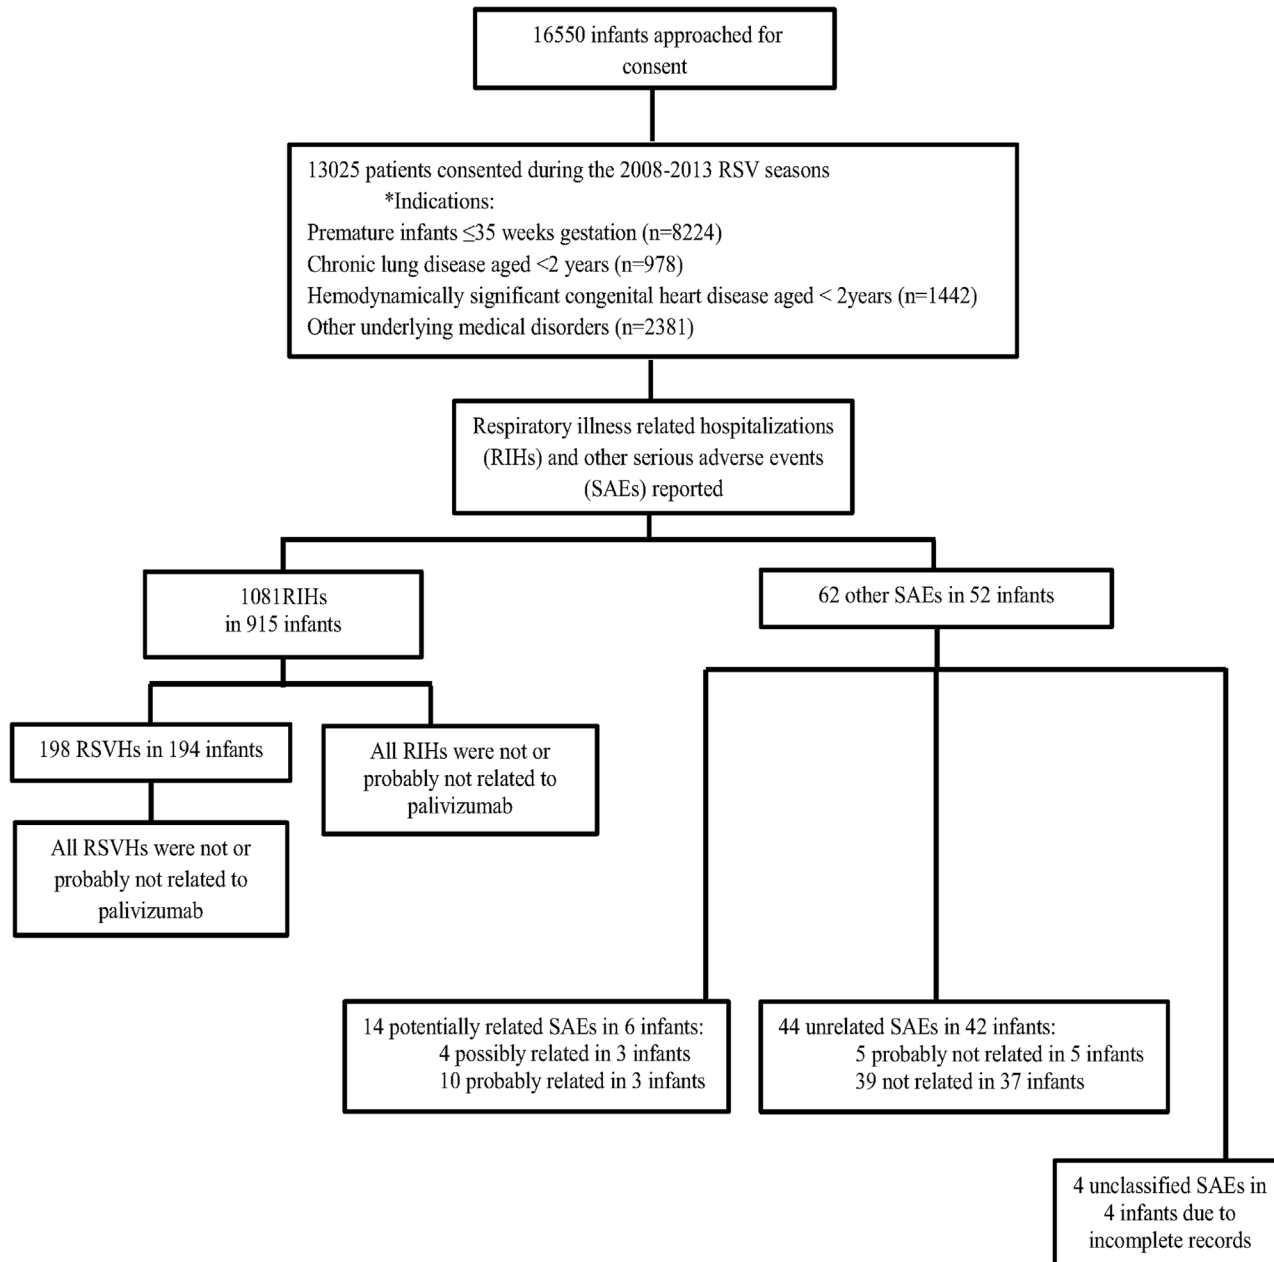 16550 infants approached for
consent
13025 patients consented during the 2008-2013 RSV seasons
*Indications:
Premature infants ≤35 weeks gestation (n=8224)
Chronic lung disease aged <2 years (n=978)
Hemodynamically significant congenital heart disease aged < 2years (n=1442)
Other underlying medical disorders (n=2381)
Respiratory illness related hospitalizations
(RIHs) and other serious adverse events
(SAEs) reported
1081RIHs
in 915 infants
62 other SAEs in 52 infants
198 RSVHs in 194 infants
All RIHs were not or
probably not related to
palivizumab
All RSVHs were not or
probably not related to
palivizumab
14 potentially related SAEs in 6 infants:
4 possibly related in 3 infants
10 probably related in 3 infants
44 unrelated SAEs in 42 infants:
5 probably not related in 5 infants
39 not related in 37 infants
4 unclassified SAEs in
4 infants due to
incomplete records